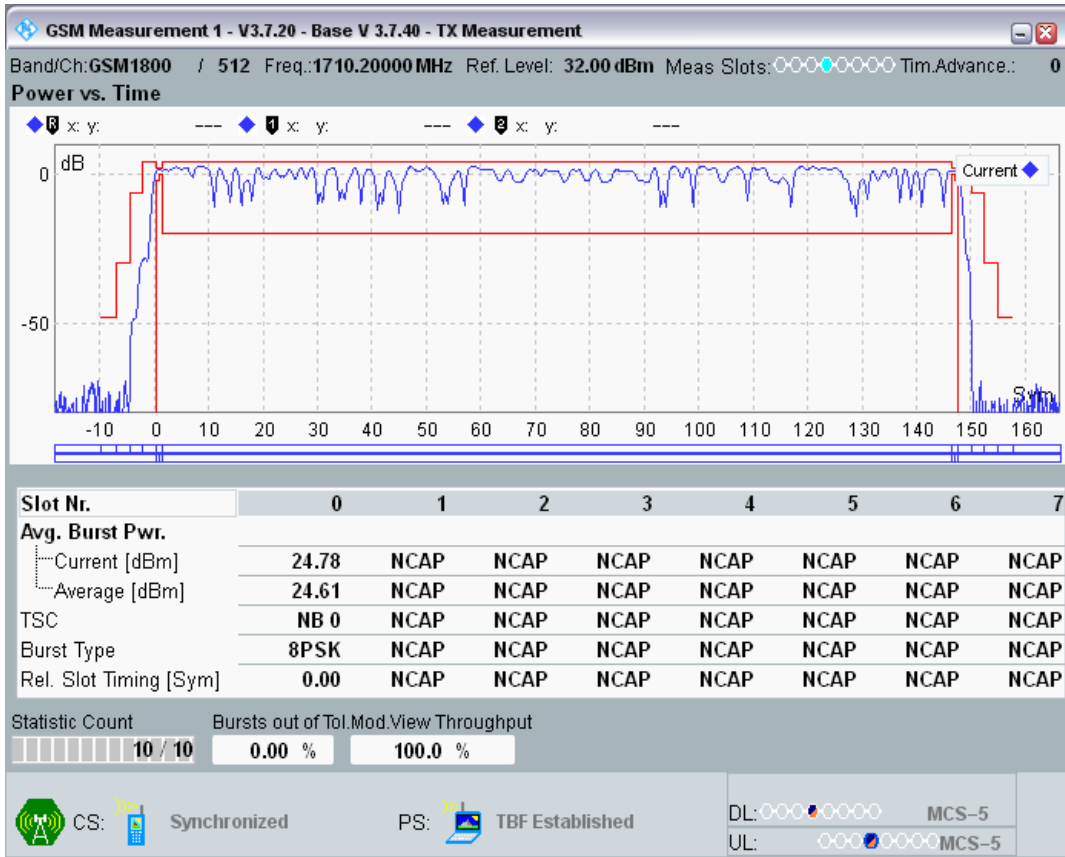 GSM Measurement 1 - V3.7.20 - Base V 3.7.40 - TX Measurement
Band/Ch:GSM1800 / 512 Freq.:1710.20000 MHz Ref. Level: 32.00 dBm Meas Slots: Tim.Advance.: 0
Power vs. Time
R x: y: --- 1 x: y: --- 2 x: y: ---
dB
0
Current
-50
Sym
-10 0 10 20 30 40 50 60 70 80 90 100 110 120 130 140 150 160
Slot Nr. 0 1 2 3 4 5 6 7
Avg. Burst Pwr.
Current [dBm] 24.78 NCAP NCAP NCAP NCAP NCAP NCAP NCAP
Average [dBm] 24.61 NCAP NCAP NCAP NCAP NCAP NCAP NCAP
TSC NB 0 NCAP NCAP NCAP NCAP NCAP NCAP NCAP
Burst Type 8PSK NCAP NCAP NCAP NCAP NCAP NCAP NCAP
Rel. Slot Timing [Sym] 0.00 NCAP NCAP NCAP NCAP NCAP NCAP NCAP
Statistic Count Bursts out of Tol.Mod.View Throughput
10 / 10 0.00 % 100.0 %
CS: Synchronized PS: TBF Established
DL: MCS-5
UL: MCS-5